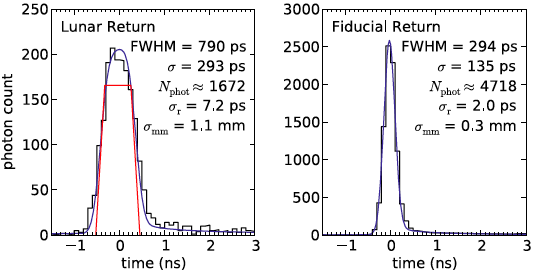 Lunar Return
FWHM = 790 ps
σ = 293 ps
N_phot ≈ 1672
σ_r = 7.2 ps
σ_mm = 1.1 mm
250
200
150
100
50
0
photon count
−1 0 1 2 3
time (ns)
Fiducial Return
FWHM = 294 ps
σ = 135 ps
N_phot ≈ 4718
σ_r = 2.0 ps
σ_mm = 0.3 mm
3000
2500
2000
1500
1000
500
0
−1 0 1 2 3
time (ns)